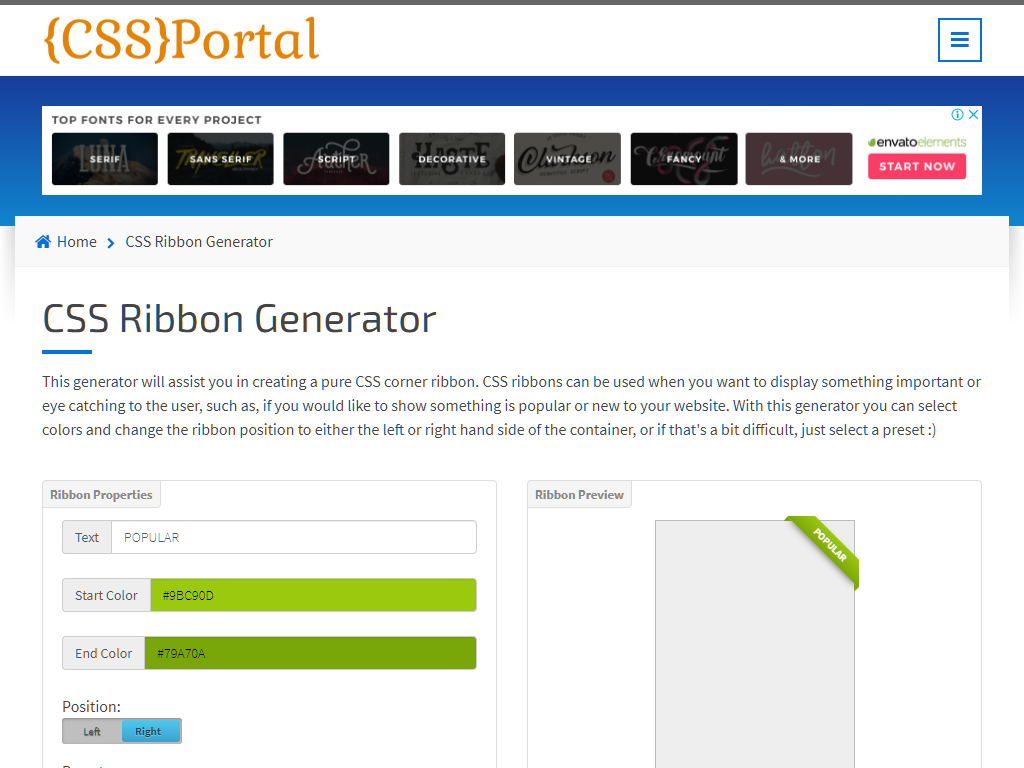 {CSS}Portal
TOP FONTS FOR EVERY PROJECT
SERIF
SANS SERIF
SCRIPT
DECORATIVE
VINTAGE
FANCY
& MORE
envatoelements
START NOW
Home
CSS Ribbon Generator
CSS Ribbon Generator
This generator will assist you in creating a pure CSS corner ribbon. CSS ribbons can be used when you want to display something important or
eye catching to the user, such as, if you would like to show something is popular or new to your website. With this generator you can select
colors and change the ribbon position to either the left or right hand side of the container, or if that's a bit difficult, just select a preset :)
Ribbon Properties
Text POPULAR
Start Color #9BC90D
End Color #79A70A
Position:
Left Right
Ribbon Preview
POPULAR